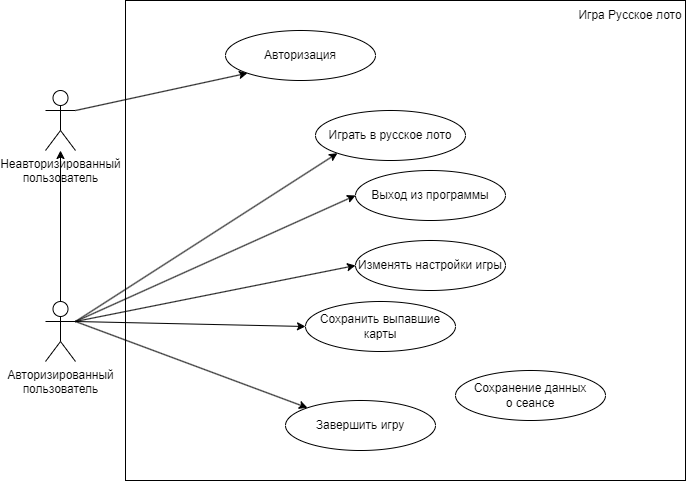 Игра Русское лото
Авторизация
Играть в русское лото
Неавторизированный
пользователь
Выход из программы
Изменять настройки игры
Сохранить выпавшие
карты
Авторизированный
пользователь
Сохранение данных
о сеансе
Завершить игру